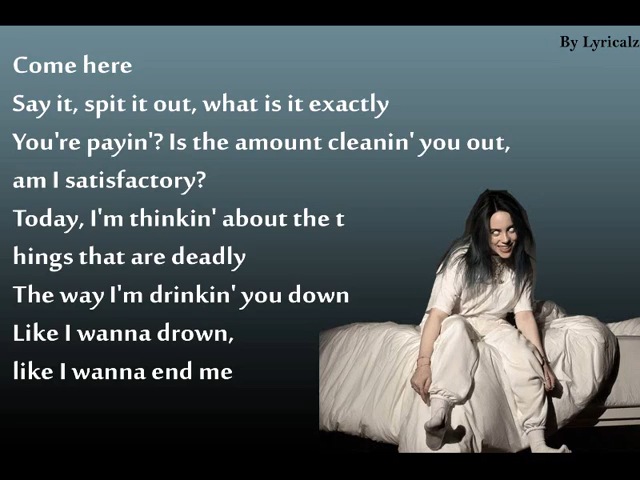 By Lyricalz
Come here
Say it, spit it out, what is it exactly
You're payin'? Is the amount cleanin' you out,
am I satisfactory?
Today, I'm thinkin' about the t
hings that are deadly
The way I'm drinkin' you down
Like I wanna drown,
like I wanna end me